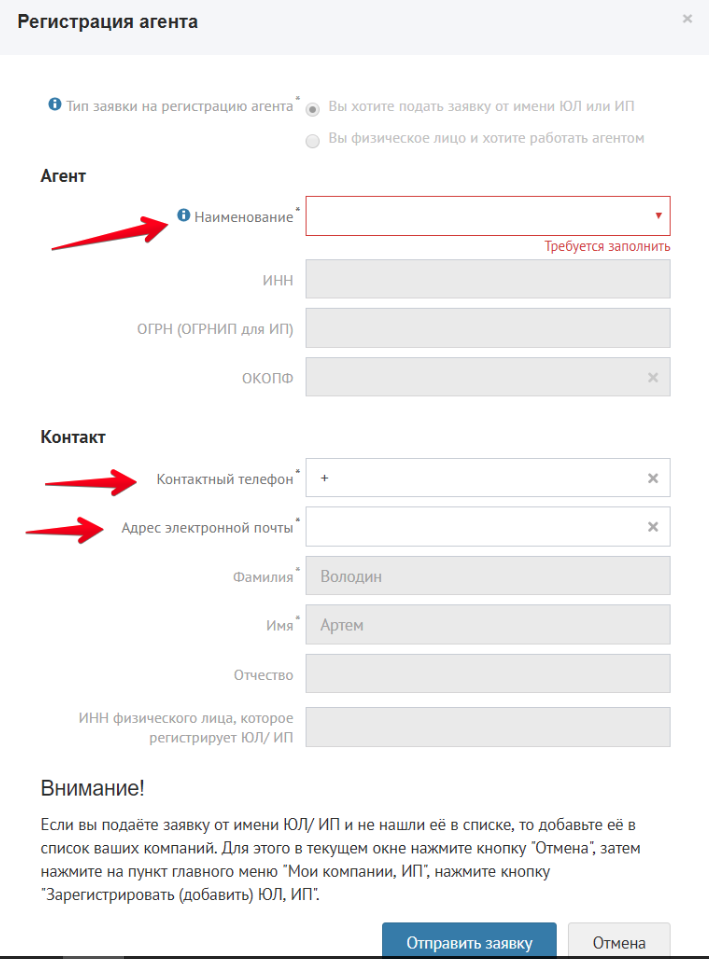 Регистрация агента
Тип заявки на регистрацию агента*
Вы хотите подать заявку от имени ЮЛ или ИП
Вы физическое лицо и хотите работать агентом
Агент
Наименование*
Требуется заполнить
ИНН
ОГРН (ОГРНИП для ИП)
ОКОПФ
Контакт
Контактный телефон* +
Адрес электронной почты*
Фамилия* Володин
Имя* Артем
Отчество
ИНН физического лица, которое
регистрирует ЮЛ/ ИП
Внимание!
Если вы подаёте заявку от имени ЮЛ/ ИП и не нашли её в списке, то добавьте её в
список ваших компаний. Для этого в текущем окне нажмите кнопку "Отмена", затем
нажмите на пункт главного меню "Мои компании, ИП", нажмите кнопку
"Зарегистрировать (добавить) ЮЛ, ИП".
Отправить заявку Отмена